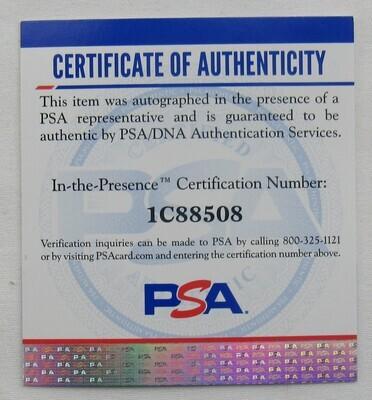 CERTIFICATE OF AUTHENTICITY
This item was autographed in the presence of a
PSA representative and is guaranteed to be
authentic by PSA/DNA Authentication Services.
In-the-Presence™ Certification Number:
1C88508
Verification inquiries can be made to PSA by calling 800-325-1121
or by visiting PSAcard.com and entering the certification number above.
PSA